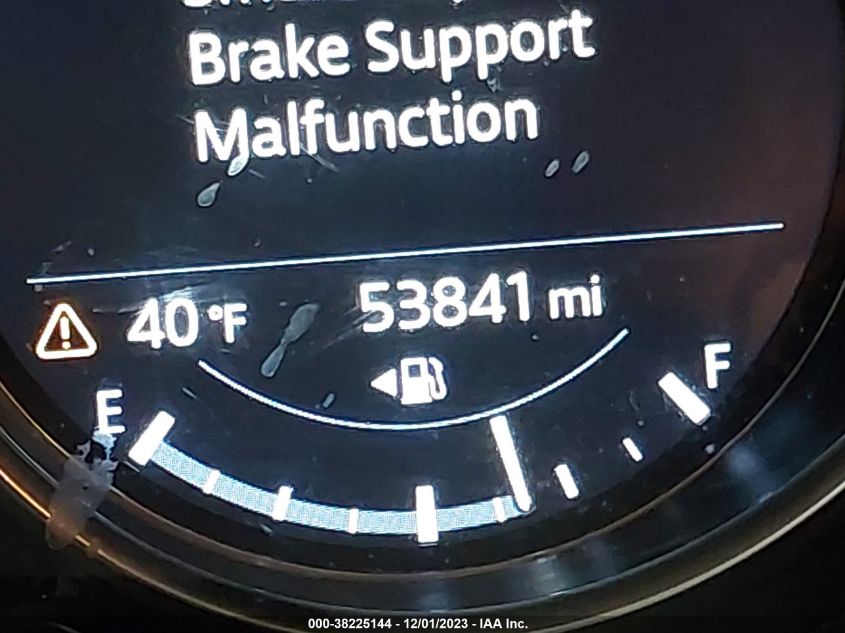 Brake Support
Malfunction
40 °F 53841 mi
E F
000-38225144 - 12/01/2023 - IAA Inc.